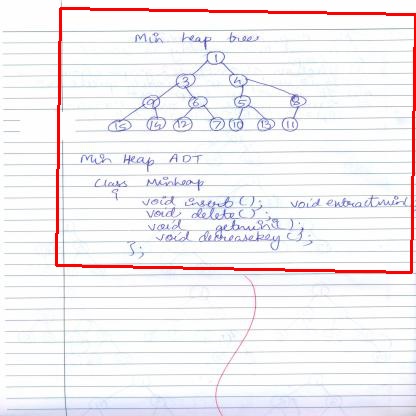 Min heap trees
1
3 4
9 6 5 8
15 14 12 7 10 13 11
Min Heap ADT
Class Minheap
{
void insert(); void extractmin(
void delete();
void getmin();
void decreasekey();
};